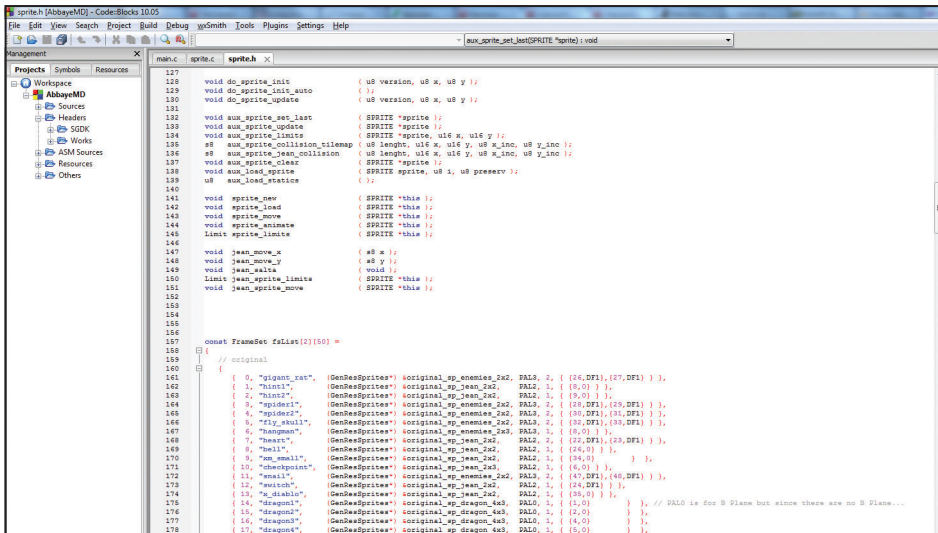 sprite.h [AbbayeMD] - Code::Blocks 10.05
File Edit View Search Project Build Debug wxSmith Tools Plugins Settings Help
aux_sprite_set_last(SPRITE *sprite) : void
Management
main.c sprite.c sprite.h
Projects Symbols Resources
Workspace
AbbayeMD
Sources
Headers
SGDK
Works
ASM Sources
Resources
Others
127
128 void do_sprite_init ( u8 version, u8 x, u8 y );
129 void do_sprite_init_auto ( );
130 void do_sprite_update ( u8 version, u8 x, u8 y );
131
132 void aux_sprite_set_last ( SPRITE *sprite );
133 void aux_sprite_update ( SPRITE *sprite );
134 void aux_sprite_limits ( SPRITE *sprite, u16 x, u16 y );
135 s8 aux_sprite_collision_tilemap ( u8 lenght, u16 x, u16 y, u8 x_inc, u8 y_inc );
136 s8 aux_sprite_jean_collision ( u8 lenght, u16 x, u16 y, u8 x_inc, u8 y_inc );
137 void aux_sprite_clear ( SPRITE *sprite );
138 void aux_load_sprite ( SPRITE sprite, u8 i, u8 preserv );
139 u8 aux_load_statics ( );
140
141 void sprite_new ( SPRITE *this );
142 void sprite_load ( SPRITE *this );
143 void sprite_move ( SPRITE *this );
144 void sprite_animate ( SPRITE *this );
145 Limit sprite_limits ( SPRITE *this );
146
147 void jean_move_x ( s8 x );
148 void jean_move_y ( s8 y );
149 void jean_salta ( void );
150 Limit jean_sprite_limits ( SPRITE *this );
151 void jean_sprite_move ( SPRITE *this );
152
153
154
155
156
157 const FrameSet fsList[2][50] =
158 {
159 // original
160 {
161 { 0, "gigant_rat", (GenResSprites*) &original_sp_enemies_2x2, PAL3, 2, { {26,DF1},{27,DF1} } },
162 { 1, "hint1", (GenResSprites*) &original_sp_jean_2x2, PAL2, 1, { {8,0} } },
163 { 2, "hint2", (GenResSprites*) &original_sp_jean_2x2, PAL2, 1, { {9,0} } },
164 { 3, "spider1", (GenResSprites*) &original_sp_enemies_2x2, PAL3, 2, { {28,DF1},{29,DF1} } },
165 { 4, "spider2", (GenResSprites*) &original_sp_enemies_2x2, PAL3, 2, { {30,DF1},{31,DF1} } },
166 { 5, "fly_skull", (GenResSprites*) &original_sp_enemies_2x2, PAL3, 2, { {32,DF1},{33,DF1} } },
167 { 6, "hangman", (GenResSprites*) &original_sp_enemies_2x3, PAL3, 1, { {8,0} } },
168 { 7, "heart", (GenResSprites*) &original_sp_jean_2x2, PAL2, 2, { {22,DF1},{23,DF1} } },
169 { 8, "bell", (GenResSprites*) &original_sp_jean_2x2, PAL2, 1, { {26,0} } },
170 { 9, "xm_small", (GenResSprites*) &original_sp_jean_2x2, PAL2, 1, { {34,0} } },
171 { 10, "checkpoint", (GenResSprites*) &original_sp_jean_2x3, PAL2, 1, { {6,0} } },
172 { 11, "snail", (GenResSprites*) &original_sp_enemies_2x2, PAL3, 2, { {47,DF1},{48,DF1} } },
173 { 12, "switch", (GenResSprites*) &original_sp_jean_2x2, PAL2, 1, { {24,DF1} } },
174 { 13, "x_diablo", (GenResSprites*) &original_sp_jean_2x2, PAL2, 1, { {35,0} } },
175 { 14, "dragon1", (GenResSprites*) &original_sp_dragon_4x3, PAL0, 1, { {1,0} } }, // PAL0 is for B Plane but since there are no B Plane...
176 { 15, "dragon2", (GenResSprites*) &original_sp_dragon_4x3, PAL0, 1, { {2,0} } },
177 { 16, "dragon3", (GenResSprites*) &original_sp_dragon_4x3, PAL0, 1, { {4,0} } },
178 { 17, "dragon4", (GenResSprites*) &original_sp_dragon_4x3, PAL0, 1, { {5,0} } },